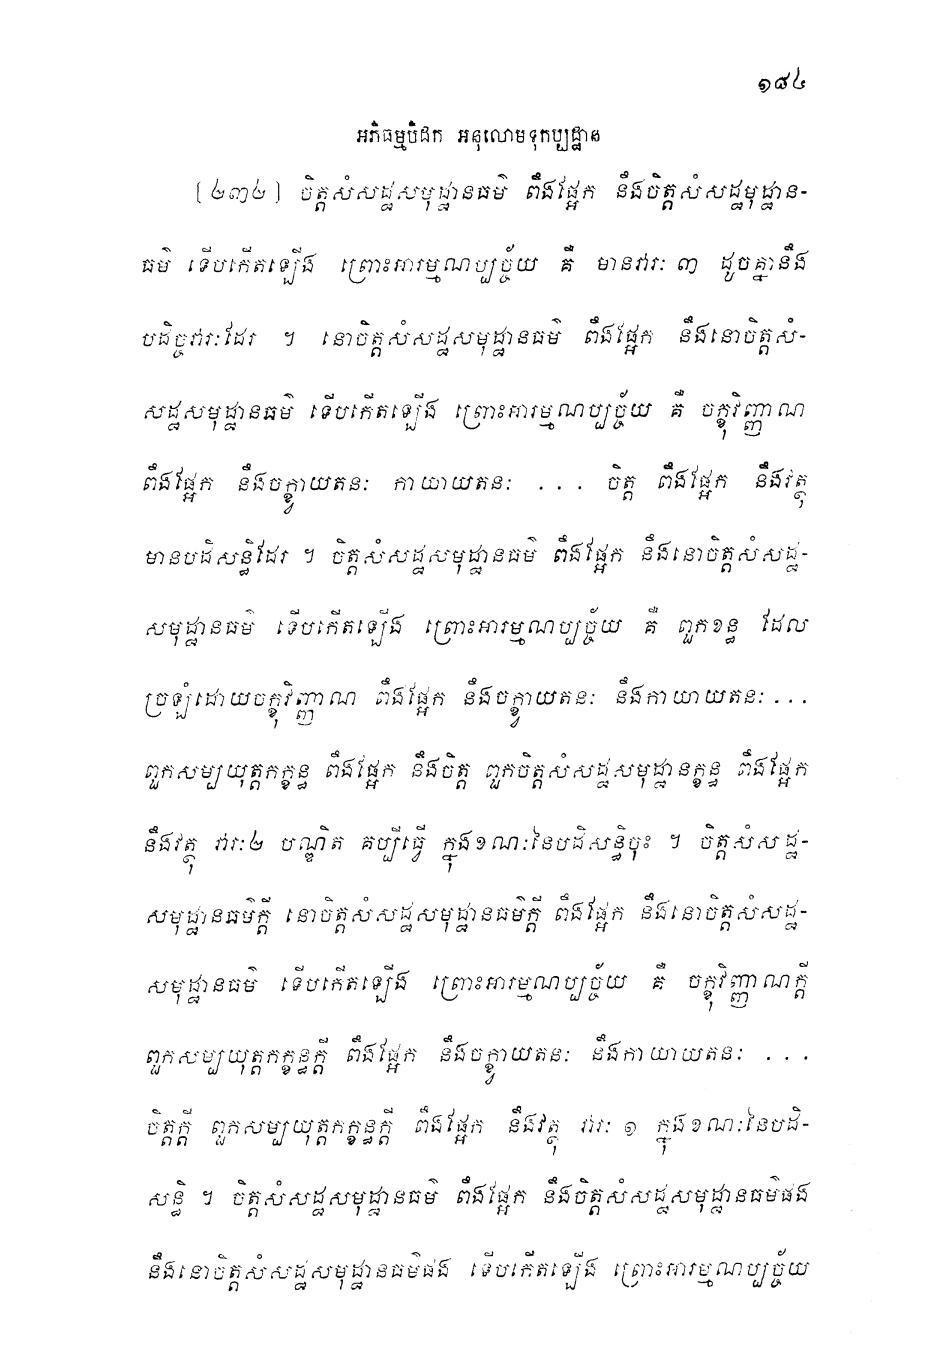 ១៨៤
អភិធម្មបិដក អនុលោមទុកប្បដ្ឋាន
(៤៣៤) ចិត្តសំសដ្ឋសមុដ្ឋានធម៌ ពឹងផ្អែក នឹងចិត្តសំសដ្ឋមុដ្ឋាន-
ធម៌ ទើបកើតឡើង ព្រោះអារម្មណប្បច្ច័យ គឺ មានវារៈ ៣ ដូចគ្នានឹង
បដិច្ចវារៈដែរ ។ នោចិត្តសំសដ្ឋសមុដ្ឋានធម៌ ពឹងផ្អែក នឹងនោចិត្តសំ-
សដ្ឋសមុដ្ឋានធម៌ ទើបកើតឡើង ព្រោះអារម្មណប្បច្ច័យ គឺ ចក្ខុវិញ្ញាណ
ពឹងផ្អែក នឹងចក្ខ្វាយតនៈ កាយាយតនៈ ... ចិត្ត ពឹងផ្អែក នឹងវត្ថុ
មានបដិសន្ធិដែរ ។ ចិត្តសំសដ្ឋសមុដ្ឋានធម៌ ពឹងផ្អែក នឹងនោចិត្តសំសដ្ឋ-
សមុដ្ឋានធម៌ ទើបកើតឡើង ព្រោះអារម្មណប្បច្ច័យ គឺ ពួកខន្ធ ដែល
ច្រឡំដោយចក្ខុវិញ្ញាណ ពឹងផ្អែក នឹងចក្ខ្វាយតនៈ នឹងកាយាយតនៈ ...
ពួកសម្បយុត្តកក្ខន្ធ ពឹងផ្អែក នឹងចិត្ត ពួកចិត្តសំសដ្ឋសមុដ្ឋានក្ខន្ធ ពឹងផ្អែក
នឹងវត្ថុ វារៈ២ បណ្ឌិត គប្បីធ្វើ ក្នុងខណៈនៃបដិសន្ធិចុះ ។ ចិត្តសំសដ្ឋ-
សមុដ្ឋានធម៌ក្តី នោចិត្តសំសដ្ឋសមុដ្ឋានធម៌ក្តី ពឹងផ្អែក នឹងនោចិត្តសំសដ្ឋ-
សមុដ្ឋានធម៌ ទើបកើតឡើង ព្រោះអារម្មណប្បច្ច័យ គឺ ចក្ខុវិញ្ញាណក្តី
ពួកសម្បយុត្តកក្ខន្ធក្តី ពឹងផ្អែក នឹងចក្ខ្វាយតនៈ នឹងកាយាយតនៈ ...
ចិត្តក្តី ពួកសម្បយុត្តកក្ខន្ធក្តី ពឹងផ្អែក នឹងវត្ថុ វារៈ ១ ក្នុងខណៈនៃបដិ-
សន្ធិ ។ ចិត្តសំសដ្ឋសមុដ្ឋានធម៌ ពឹងផ្អែក នឹងចិត្តសំសដ្ឋសមុដ្ឋានធម៌ផង
នឹងនោចិត្តសំសដ្ឋសមុដ្ឋានធម៌ផង ទើបកើតឡើង ព្រោះអារម្មណប្បច្ច័យ